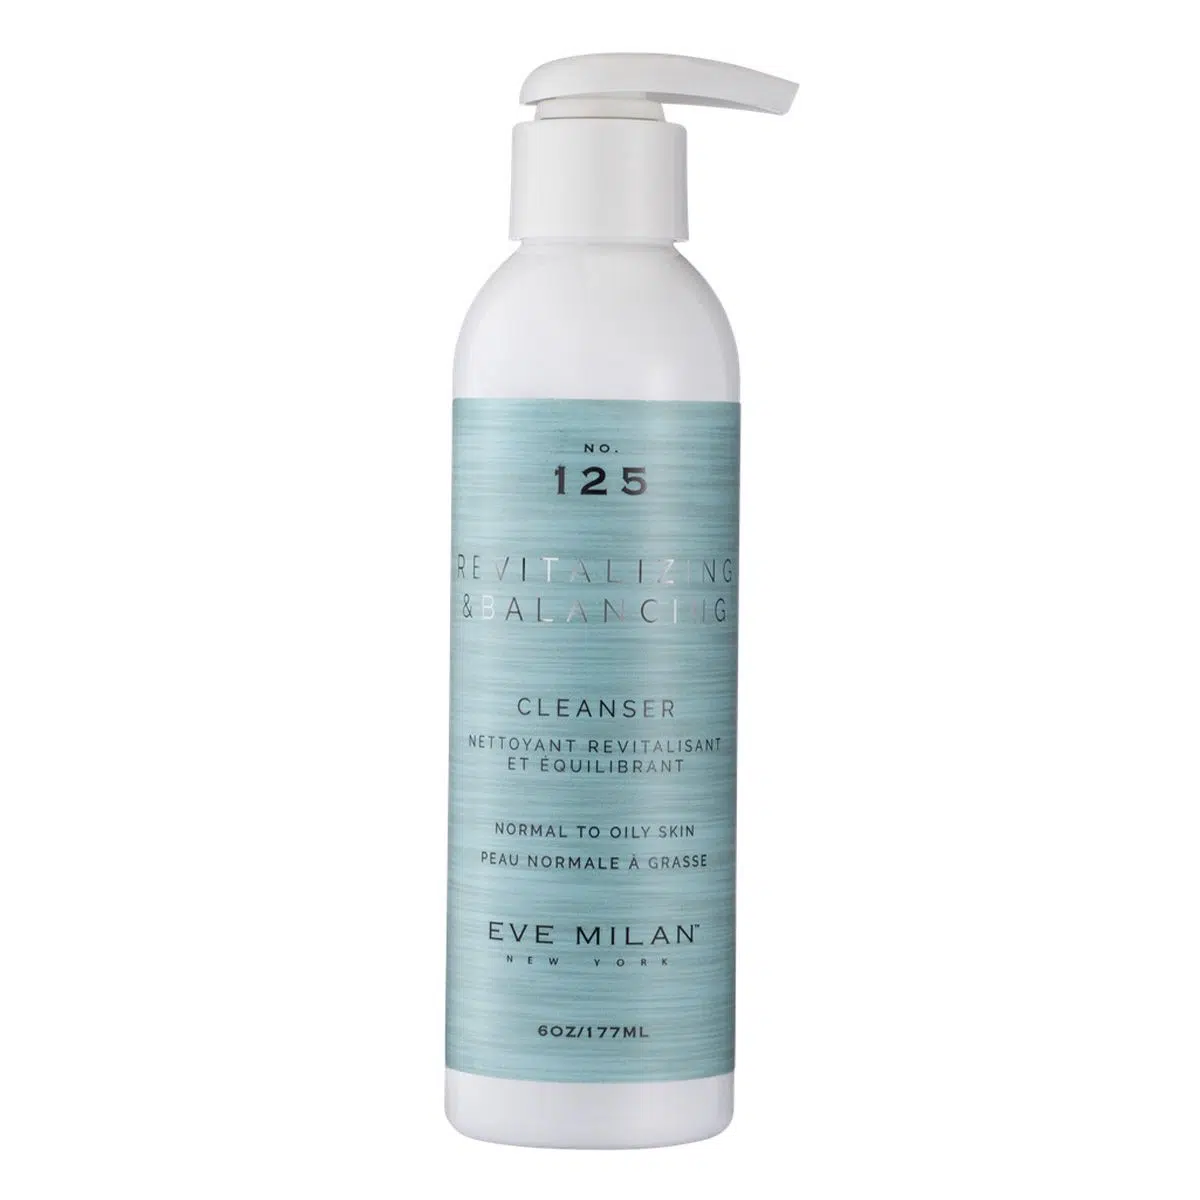 NO.
125
REVITALIZING
& BALANCING
CLEANSER
NETTOYANT REVITALISANT
ET ÉQUILIBRANT
NORMAL TO OILY SKIN
PEAU NORMALE À GRASSE
EVE MILAN™
NEW YORK
6OZ/177ML